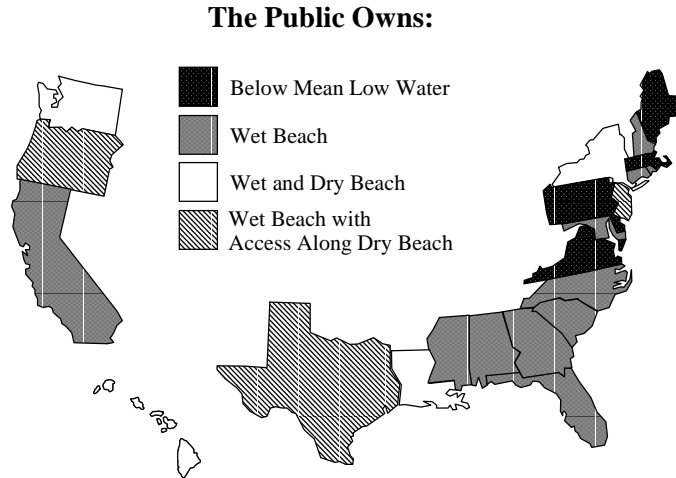 The Public Owns:
Below Mean Low Water
Wet Beach
Wet and Dry Beach
Wet Beach with
Access Along Dry Beach